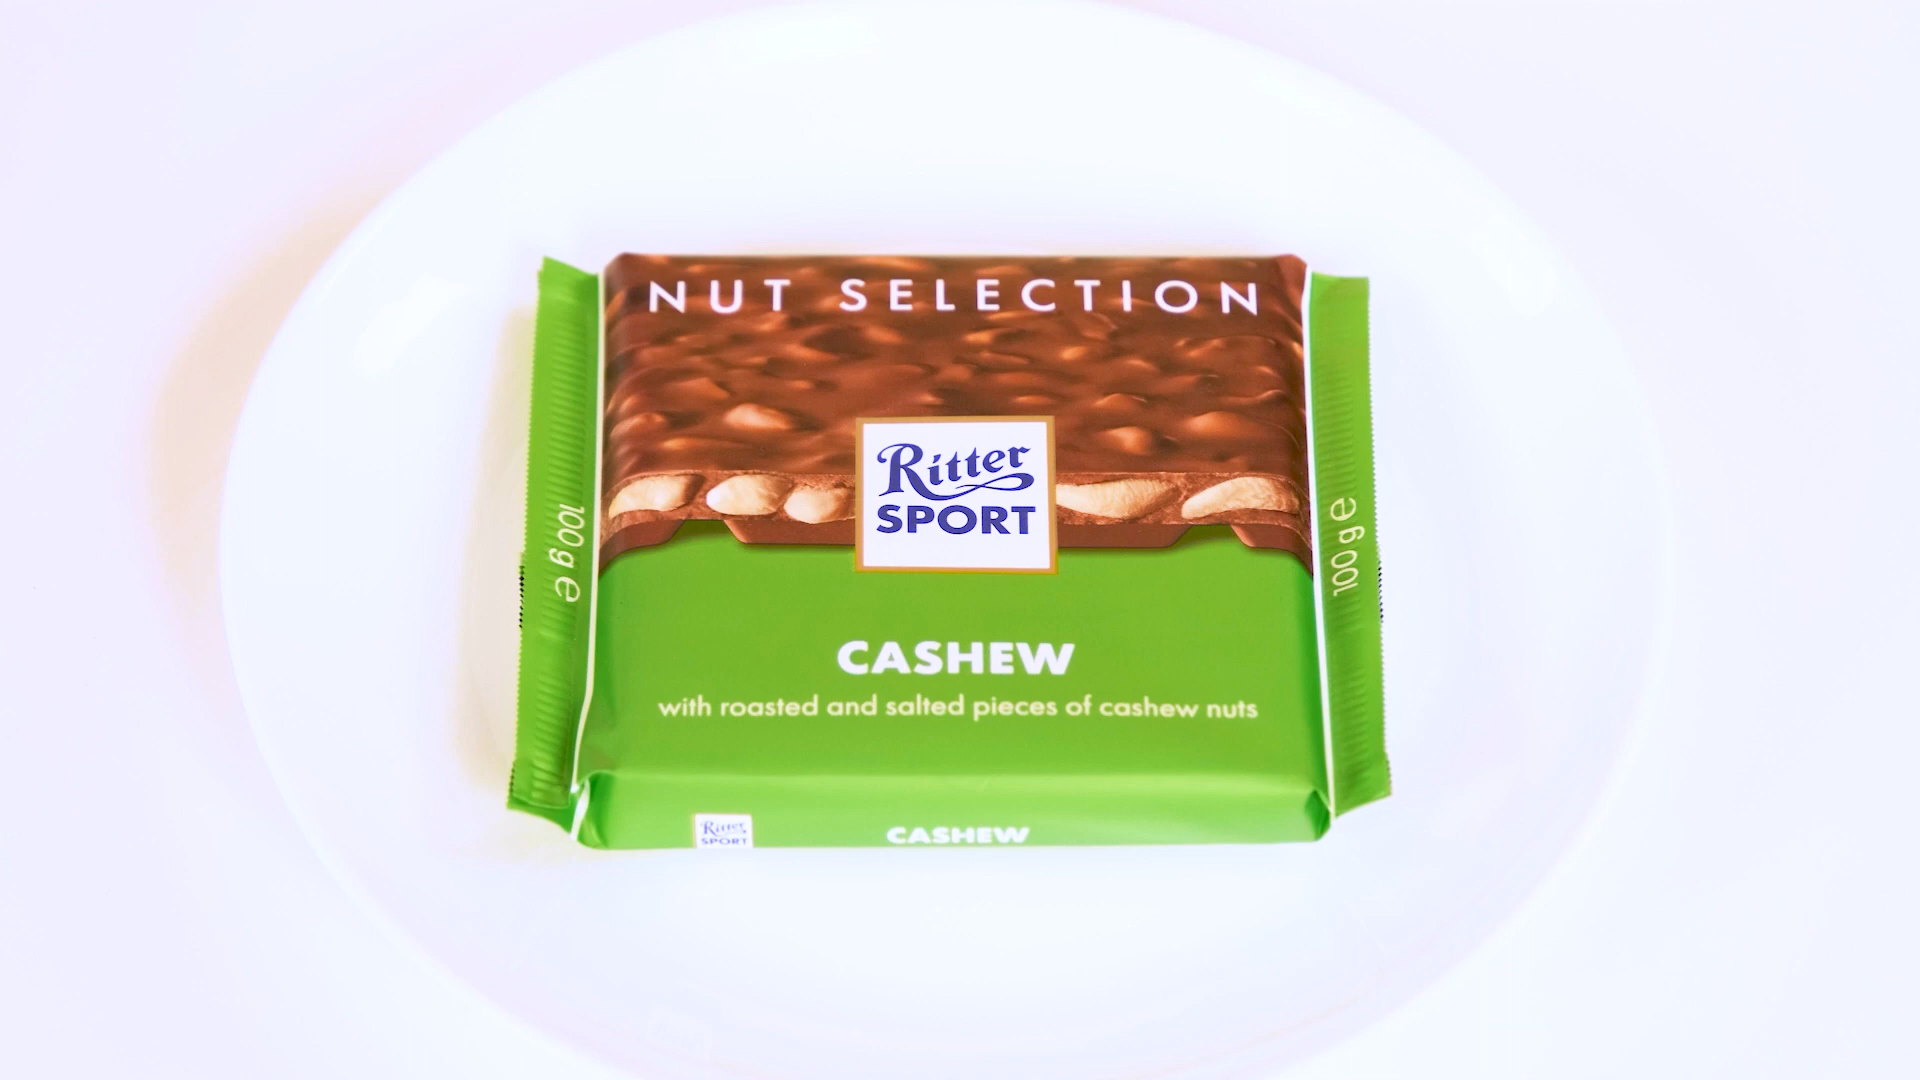 NUT SELECTION
Ritter
SPORT
100 g e
100 g e
CASHEW
with roasted and salted pieces of cashew nuts
Ritter
SPORT
CASHEW